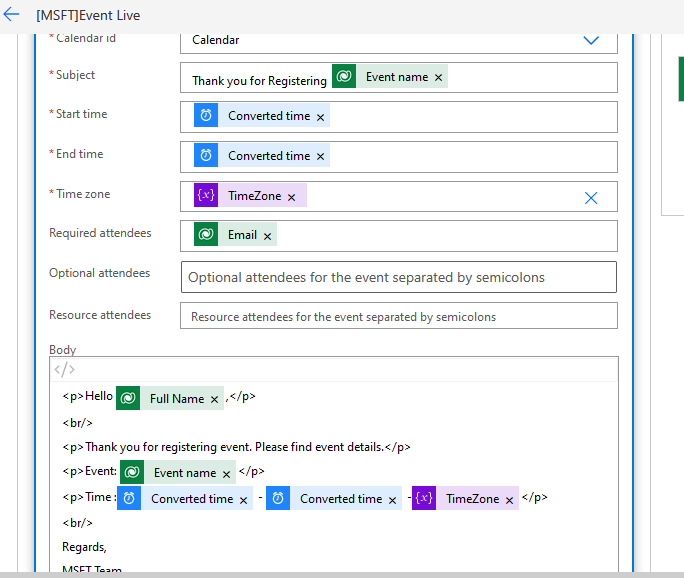 [MSFT]Event Live
* Calendar id Calendar
* Subject Thank you for Registering Event name ×
* Start time Converted time ×
* End time Converted time ×
* Time zone {x} TimeZone ×
Required attendees Email ×
Optional attendees Optional attendees for the event separated by semicolons
Resource attendees Resource attendees for the event separated by semicolons
Body
</>
<p>Hello Full Name × ,</p>
<br/>
<p>Thank you for registering event. Please find event details.</p>
<p>Event: Event name × </p>
<p>Time : Converted time × - Converted time × - {x} TimeZone × </p>
<br/>
Regards,
MSFT Team